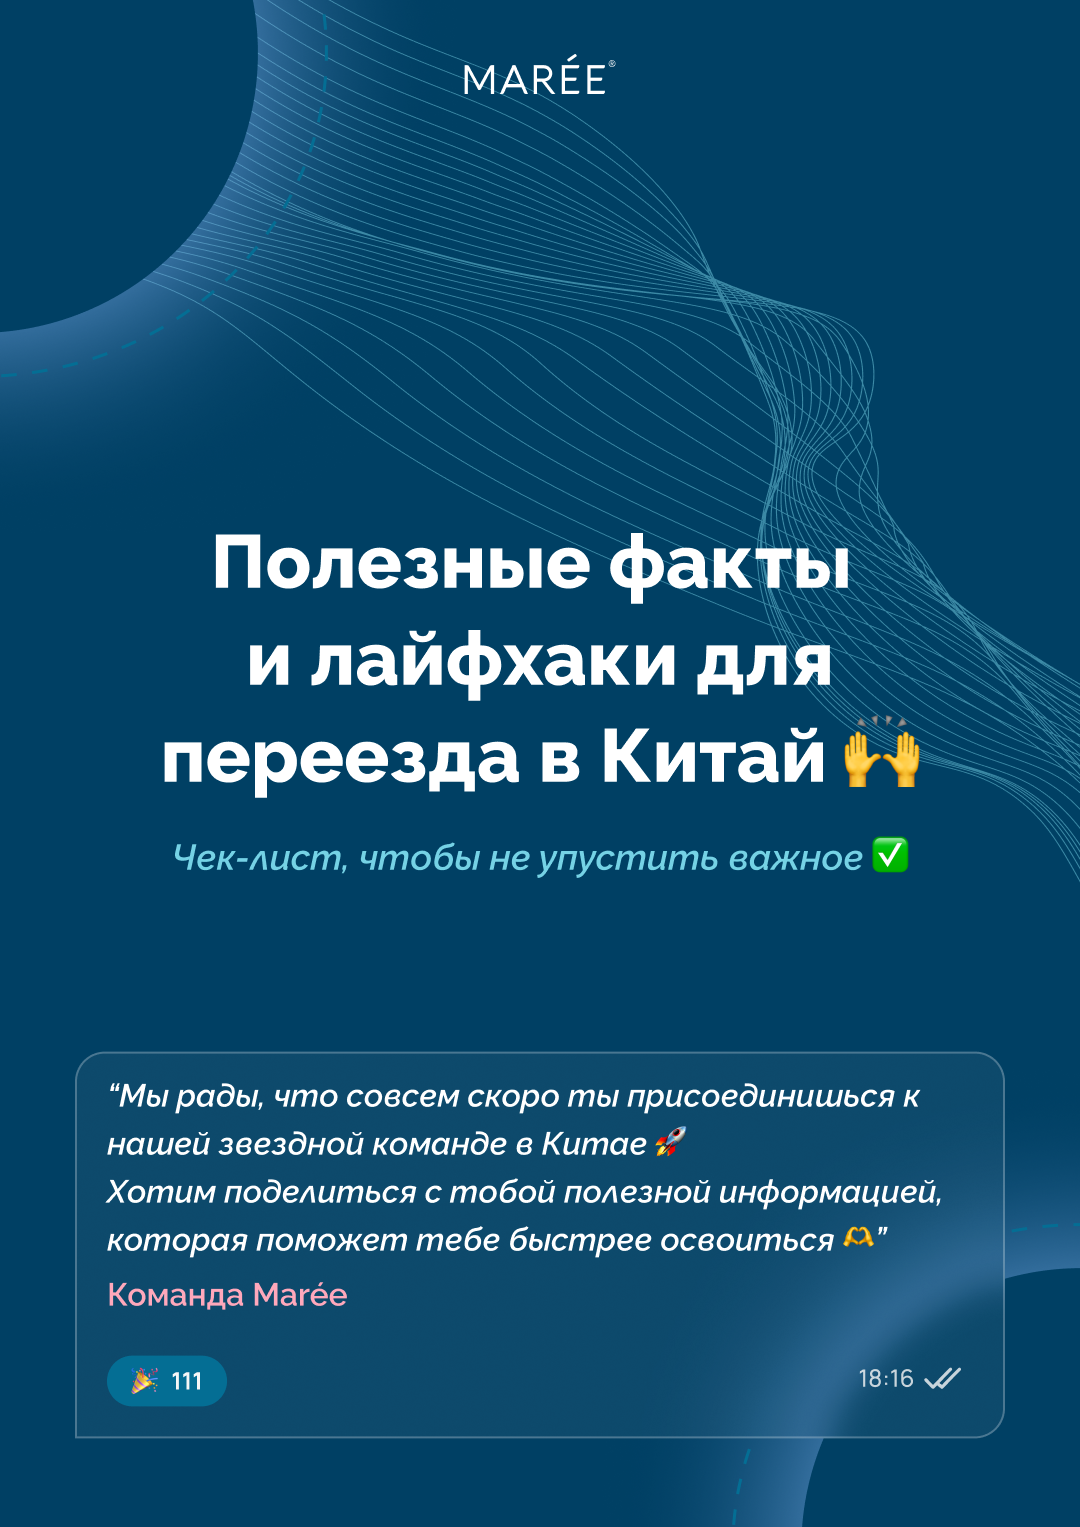 MARÉE®
Полезные факты
и лайфхаки для
переезда в Китай 🙌
Чек-лист, чтобы не упустить важное ✅
“Мы рады, что совсем скоро ты присоединишься к
нашей звездной команде в Китае 🚀
Хотим поделиться с тобой полезной информацией,
которая поможет тебе быстрее освоиться 🫶”
Команда Marée
🎉 111
18:16